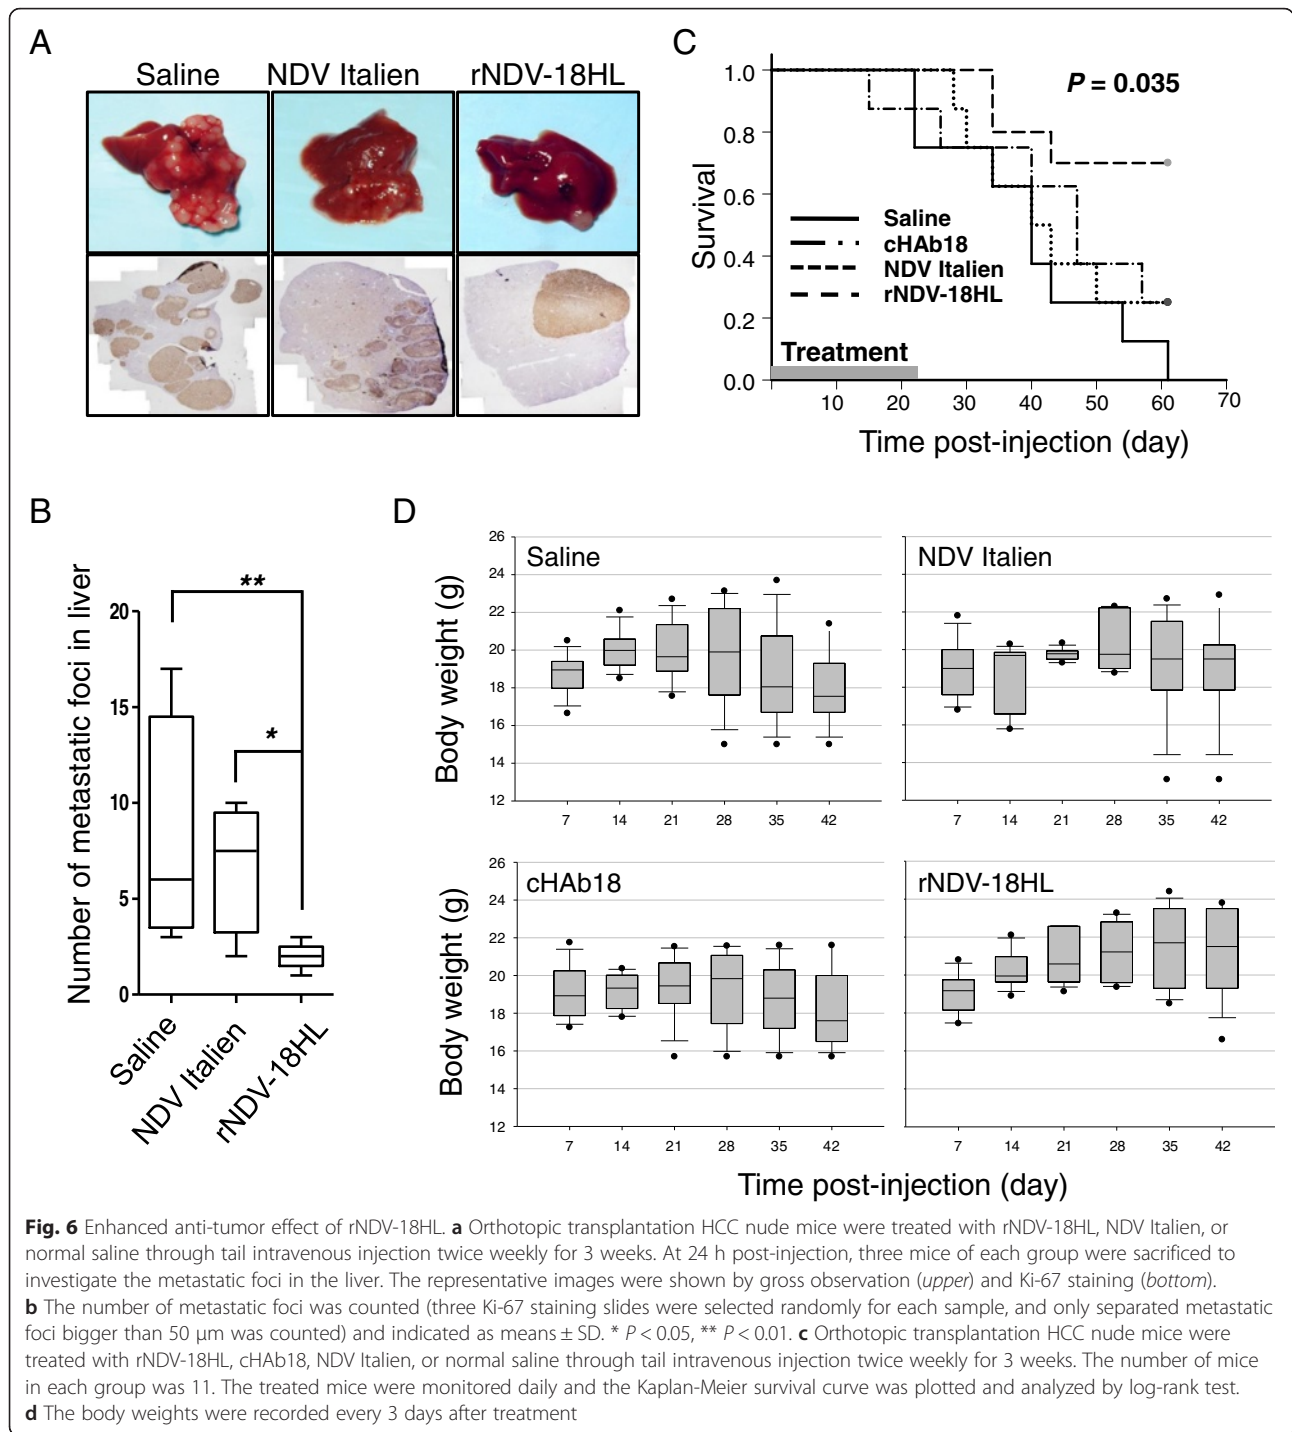 A
Saline NDV Italien rNDV-18HL
C
1.0
0.8
0.6
0.4
0.2
0.0
Survival
P = 0.035
Saline
cHAb18
NDV Italien
rNDV-18HL
Treatment
10 20 30 40 50 60 70
Time post-injection (day)
B
Number of metastatic foci in liver
20
15
10
5
0
**
*
Saline
NDV Italien
rNDV-18HL
D
Saline
Body weight (g)
26
24
22
20
18
16
14
12
7 14 21 28 35 42
NDV Italien
7 14 21 28 35 42
cHAb18
Body weight (g)
26
24
22
20
18
16
14
12
7 14 21 28 35 42
rNDV-18HL
7 14 21 28 35 42
Time post-injection (day)
Fig. 6 Enhanced anti-tumor effect of rNDV-18HL. a Orthotopic transplantation HCC nude mice were treated with rNDV-18HL, NDV Italien, or
normal saline through tail intravenous injection twice weekly for 3 weeks. At 24 h post-injection, three mice of each group were sacrificed to
investigate the metastatic foci in the liver. The representative images were shown by gross observation (upper) and Ki-67 staining (bottom).
b The number of metastatic foci was counted (three Ki-67 staining slides were selected randomly for each sample, and only separated metastatic
foci bigger than 50 μm was counted) and indicated as means ± SD. * P < 0.05, ** P < 0.01. c Orthotopic transplantation HCC nude mice were
treated with rNDV-18HL, cHAb18, NDV Italien, or normal saline through tail intravenous injection twice weekly for 3 weeks. The number of mice
in each group was 11. The treated mice were monitored daily and the Kaplan-Meier survival curve was plotted and analyzed by log-rank test.
d The body weights were recorded every 3 days after treatment